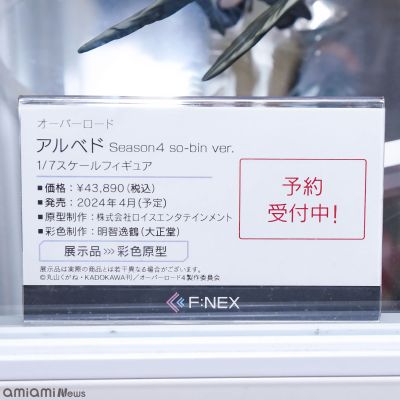 オーバーロード
アルベド Season4 so-bin ver.
1/7スケールフィギュア
■価格：¥43,890(税込)
■発売：2024年4月(予定)
■原型制作：株式会社ロイスエンタテインメント
■彩色制作：明智逸鶴(大正堂)
展示品>>>彩色原型
展示品は実際の商品とは若干異なる場合がございます。
©丸山くがね・KADOKAWA刊／オーバーロード4製作委員会
予約
受付中！
F:NEX
amiami News